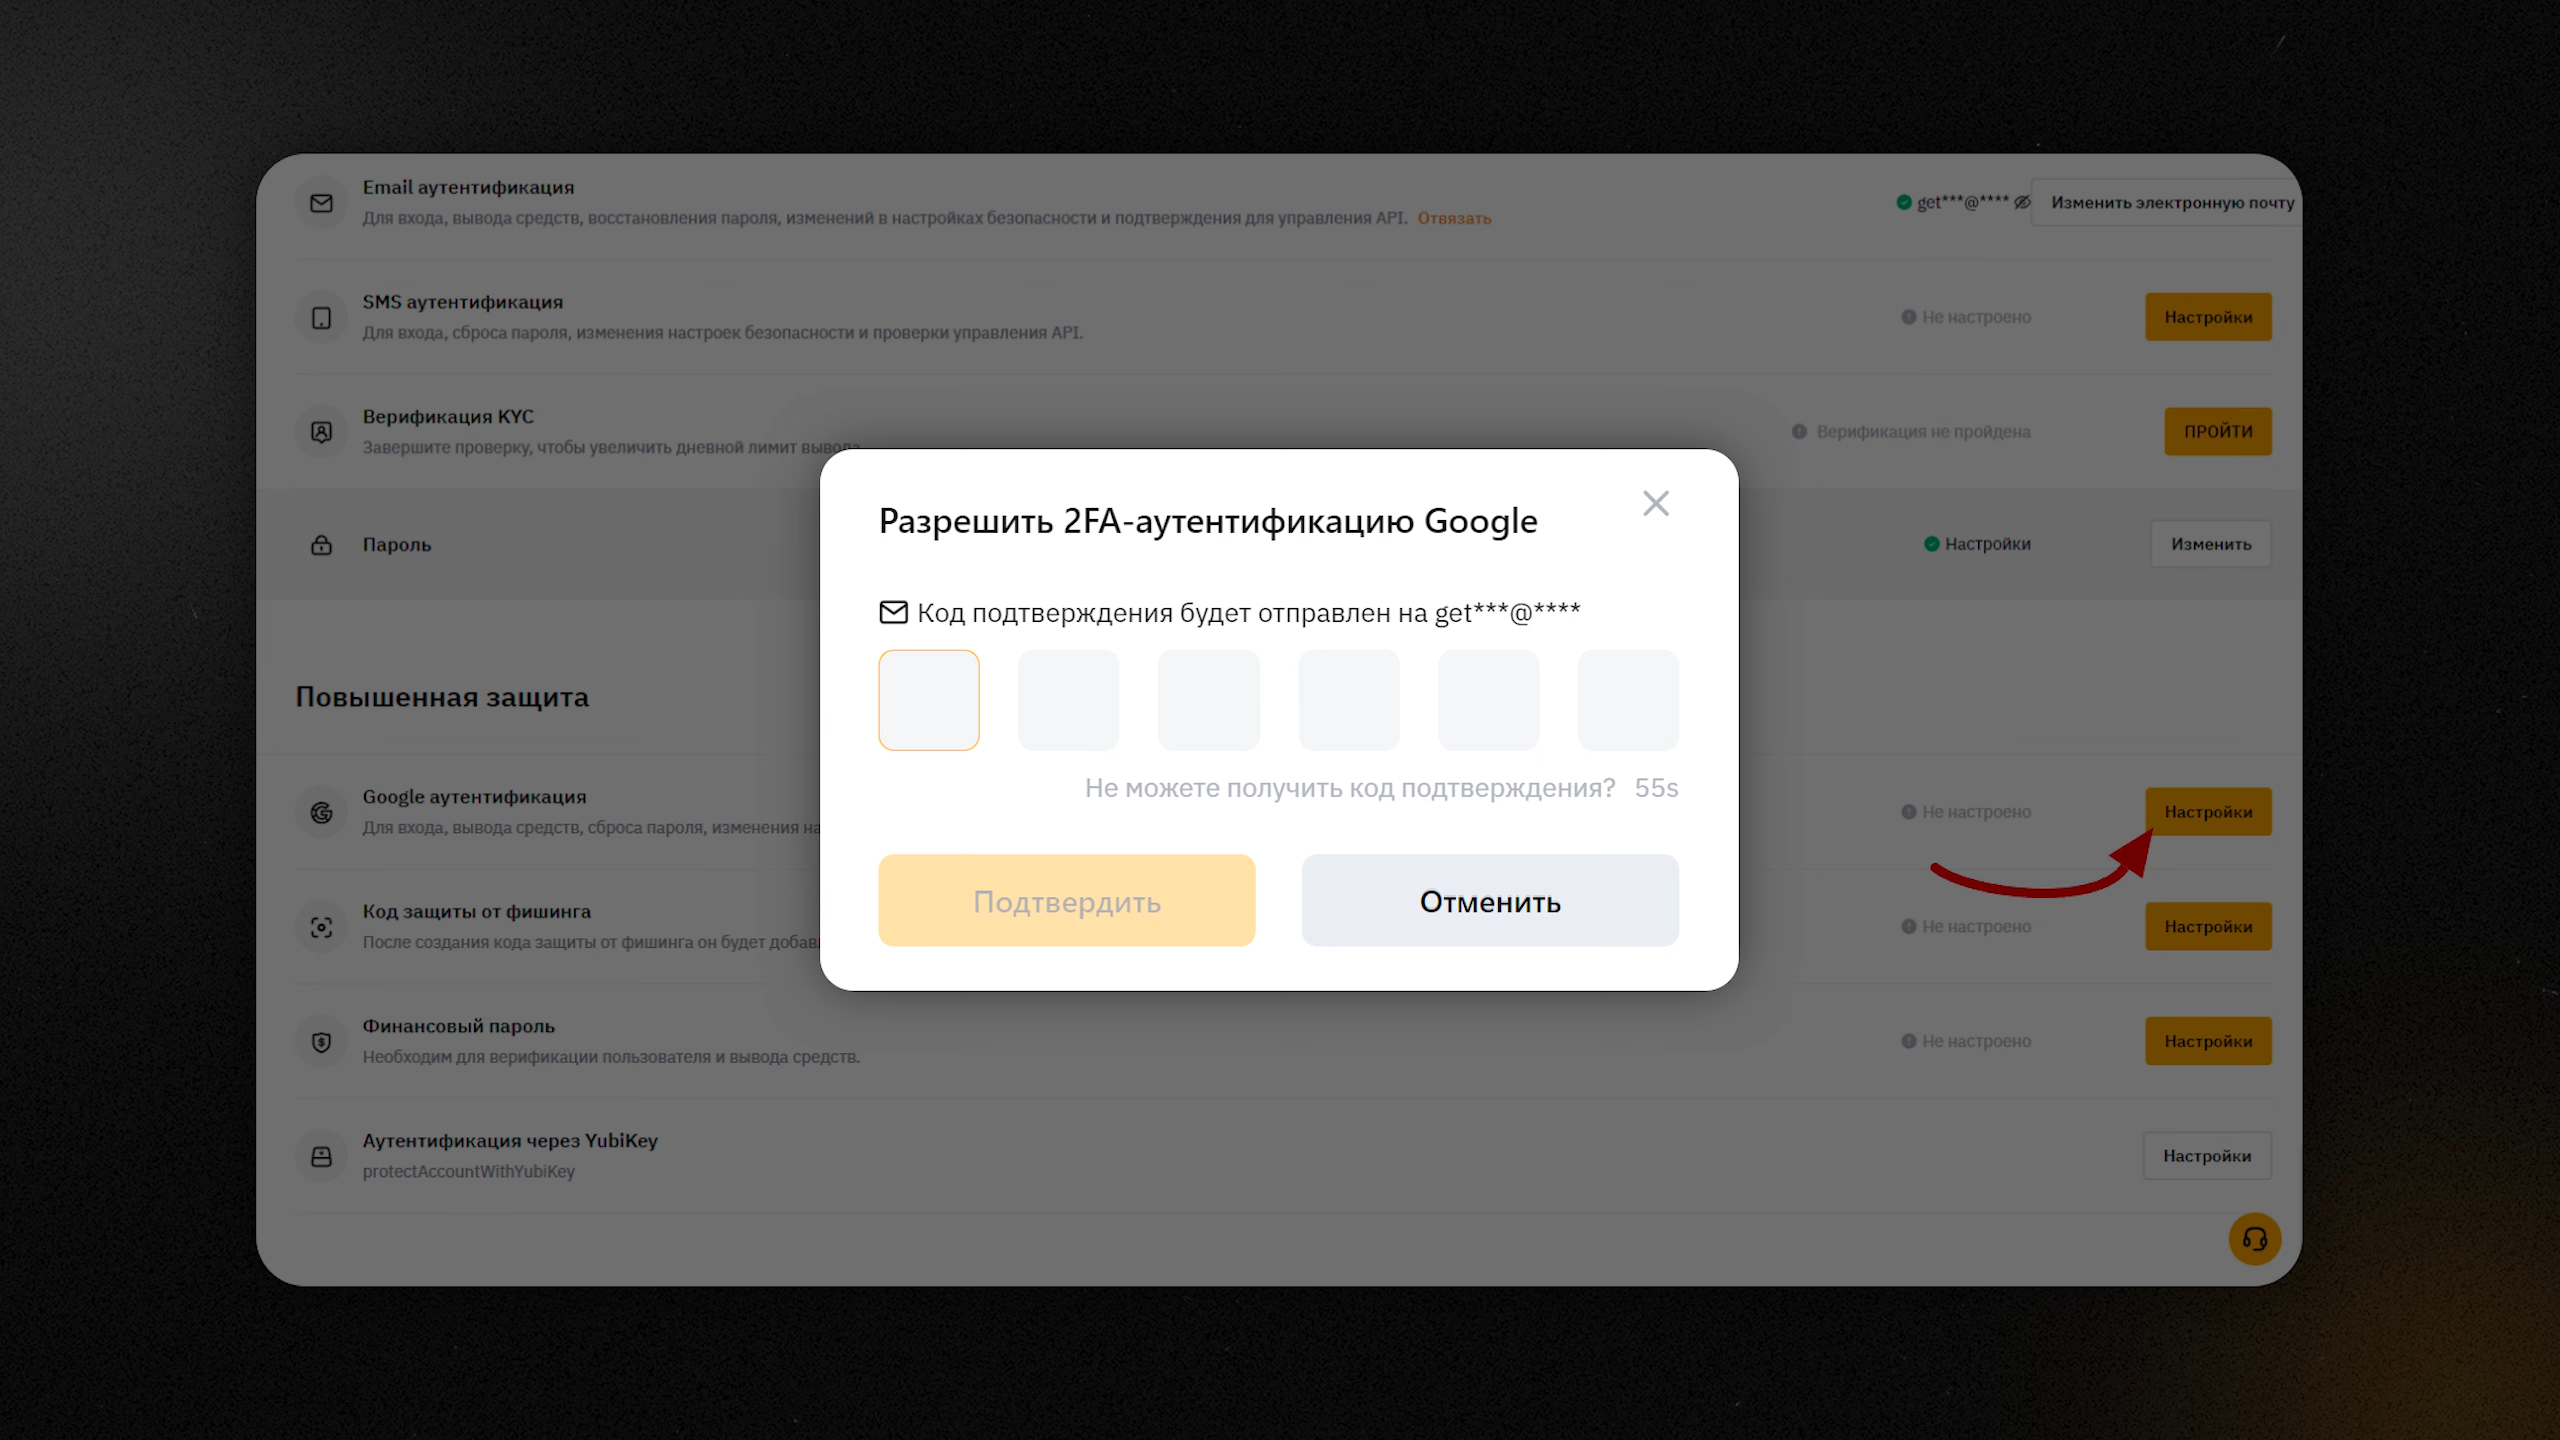 Email аутентификация
Для входа, вывода средств, восстановления пароля, изменений в настройках безопасности и подтверждения для управления API. Отвязать
get***@**** Изменить электронную почту
SMS аутентификация
Для входа, сброса пароля, изменения настроек безопасности и проверки управления API.
Не настроено Настройки
Верификация KYC
Завершите проверку, чтобы увеличить дневной лимит вывода
Верификация не пройдена ПРОЙТИ
Пароль
Настройки Изменить
Разрешить 2FA-аутентификацию Google
Код подтверждения будет отправлен на get***@****
Не можете получить код подтверждения? 55s
Подтвердить Отменить
Повышенная защита
Google аутентификация
Для входа, вывода средств, сброса пароля, изменения на
Не настроено Настройки
Код защиты от фишинга
После создания кода защиты от фишинга он будет добав
Не настроено Настройки
Финансовый пароль
Необходим для верификации пользователя и вывода средств.
Не настроено Настройки
Аутентификация через YubiKey
protectAccountWithYubiKey
Настройки